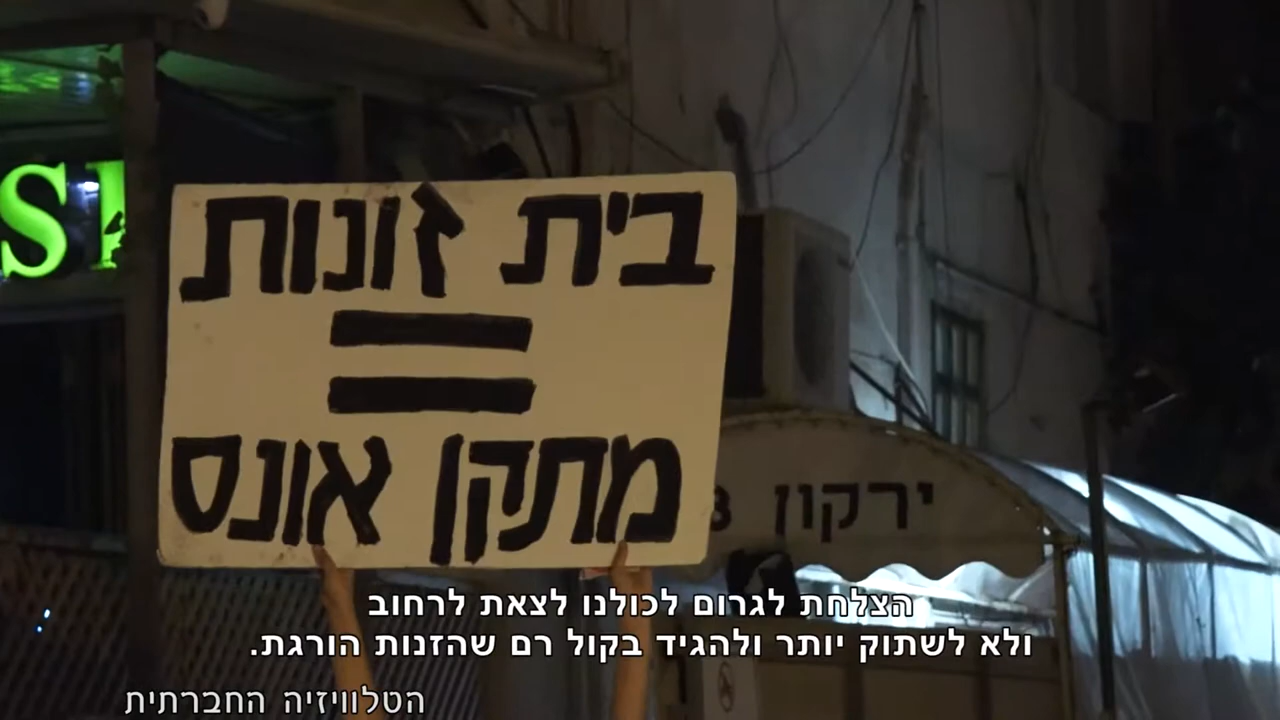 בית זונות
=
מתקן אונס
ירקון
הצלחת לגרום לכולנו לצאת לרחוב
ולא לשתוק יותר ולהגיד בקול רם שהזנות הורגת.
הטלוויזיה החברתית